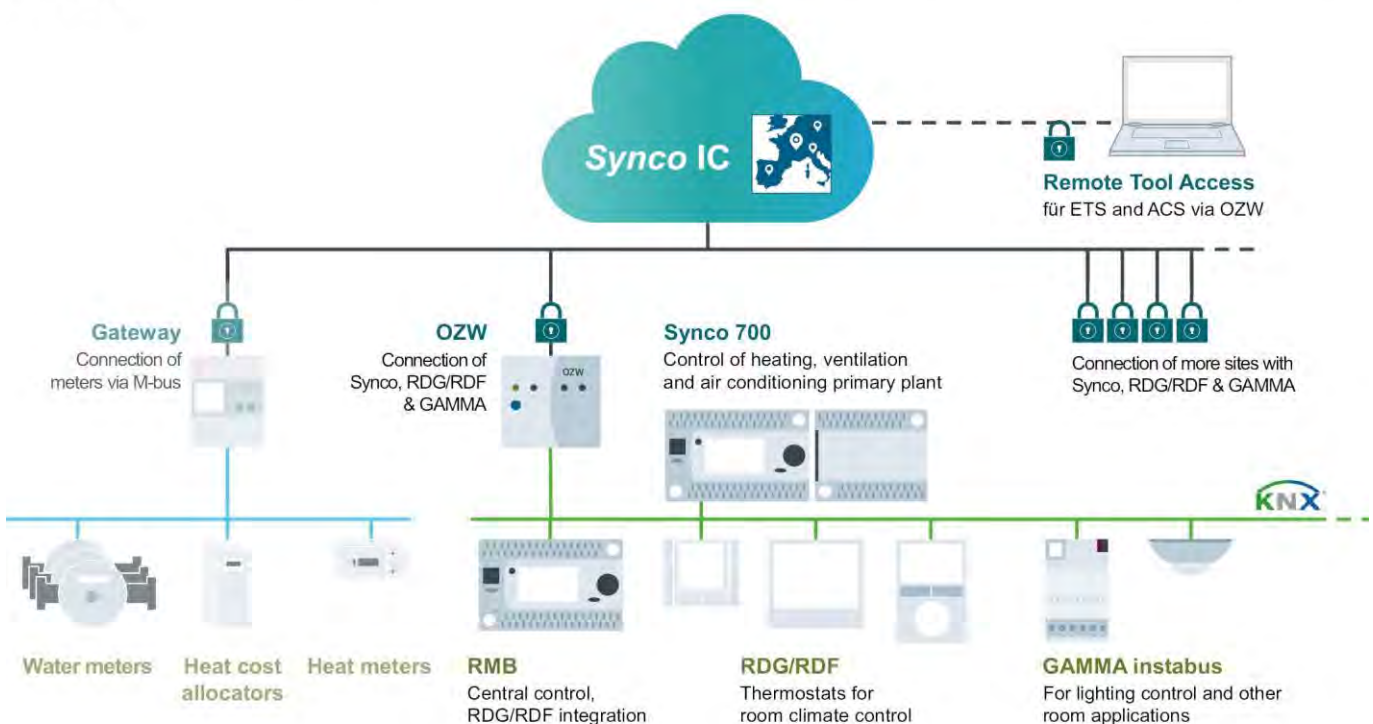 Synco IC
Remote Tool Access
für ETS and ACS via OZW
Gateway
Connection of
meters via M-bus
OZW
Connection of
Synco, RDG/RDF
& GAMMA
OZW
Synco 700
Control of heating, ventilation
and air conditioning primary plant
Connection of more sites with
Synco, RDG/RDF & GAMMA
KNX
Water meters
Heat cost
allocators
Heat meters
RMB
Central control,
RDG/RDF integration
RDG/RDF
Thermostats for
room climate control
GAMMA instabus
For lighting control and other
room applications